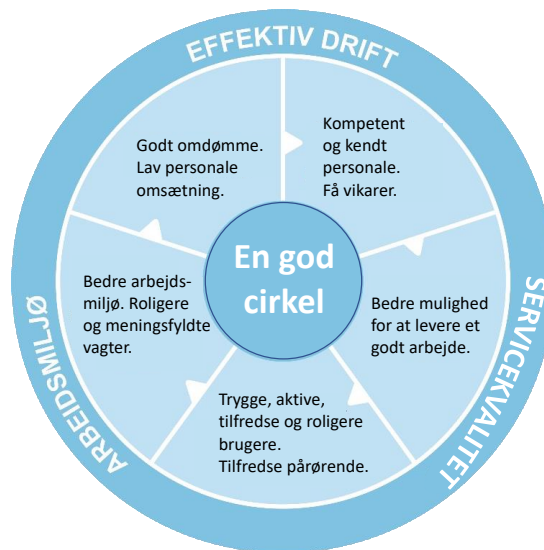 EFFEKTIV DRIFT
Kompetent
og kendt
personale.
Få vikarer.
Bedre mulighed
for at levere et
godt arbejde.
SERVICEKVALITET
Trygge, aktive,
tilfredse og roligere
brugere.
Tilfredse pårørende.
Bedre arbejds-
miljø. Roligere
og meningsfyldte
vagter.
ARBEIDSMILJØ
Godt omdømme.
Lav personale
omsætning.
En god
cirkel